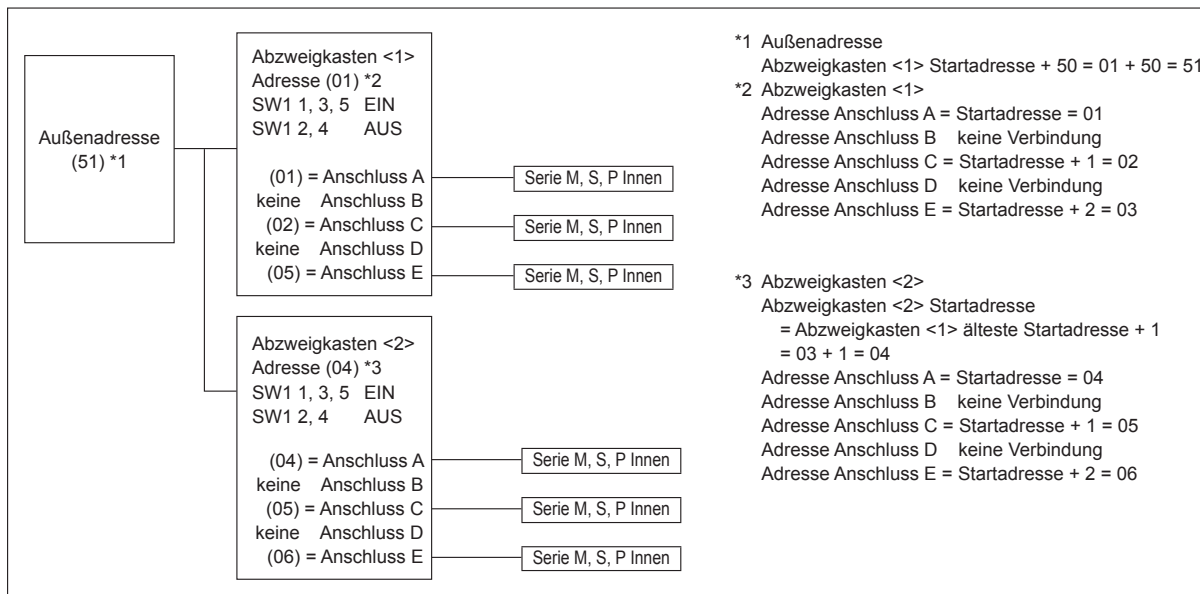 Außenadresse
(51) *1
Abzweigkasten <1>
Adresse (01) *2
SW1 1, 3, 5 EIN
SW1 2, 4 AUS
(01) = Anschluss A
keine Anschluss B
(02) = Anschluss C
keine Anschluss D
(05) = Anschluss E
Serie M, S, P Innen
Serie M, S, P Innen
Serie M, S, P Innen
Abzweigkasten <2>
Adresse (04) *3
SW1 1, 3, 5 EIN
SW1 2, 4 AUS
(04) = Anschluss A
keine Anschluss B
(05) = Anschluss C
keine Anschluss D
(06) = Anschluss E
Serie M, S, P Innen
Serie M, S, P Innen
Serie M, S, P Innen
*1 Außenadresse
Abzweigkasten <1> Startadresse + 50 = 01 + 50 = 51
*2 Abzweigkasten <1>
Adresse Anschluss A = Startadresse = 01
Adresse Anschluss B keine Verbindung
Adresse Anschluss C = Startadresse + 1 = 02
Adresse Anschluss D keine Verbindung
Adresse Anschluss E = Startadresse + 2 = 03
*3 Abzweigkasten <2>
Abzweigkasten <2> Startadresse
= Abzweigkasten <1> älteste Startadresse + 1
= 03 + 1 = 04
Adresse Anschluss A = Startadresse = 04
Adresse Anschluss B keine Verbindung
Adresse Anschluss C = Startadresse + 1 = 05
Adresse Anschluss D keine Verbindung
Adresse Anschluss E = Startadresse + 2 = 06